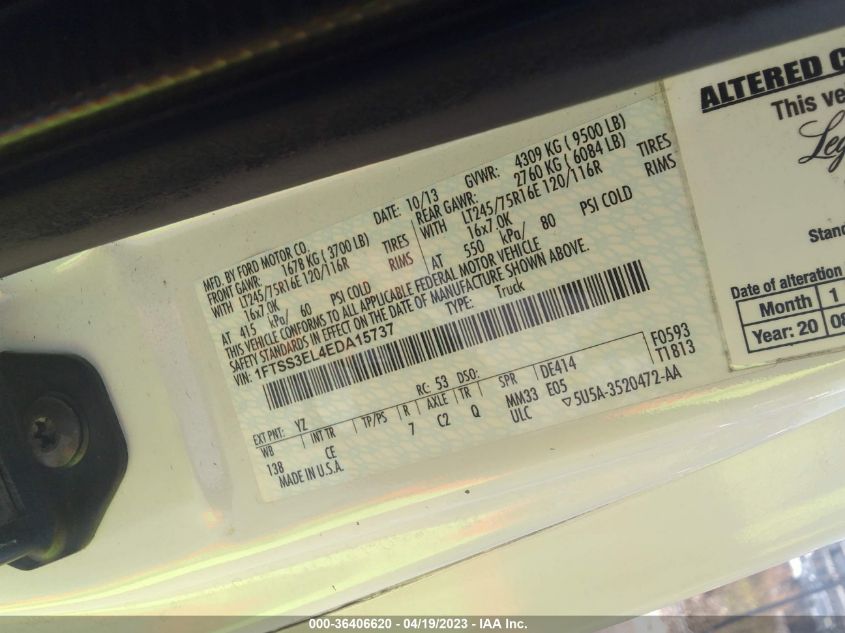 MFD. BY FORD MOTOR CO.
DATE: 10/13
GVWR: 4309 KG ( 9500 LB)
FRONT GAWR: 1678 KG ( 3700 LB)
REAR GAWR: 2760 KG ( 6084 LB)
WITH LT245/75R16E 120/116R TIRES
WITH LT245/75R16E 120/116R TIRES
16x7.0K RIMS
16x7.0K RIMS
AT 415 kPa/ 60 PSI COLD
AT 550 kPa/ 80 PSI COLD
THIS VEHICLE CONFORMS TO ALL APPLICABLE FEDERAL MOTOR VEHICLE
SAFETY STANDARDS IN EFFECT ON THE DATE OF MANUFACTURE SHOWN ABOVE.
VIN: 1FTSS3EL4EDA15737
TYPE: Truck
EXT PNT: YZ RC: 53 DSO: F0593
WB INT TR TP/PS R AXLE TR SPR DE414 T1813
138 CE 7 C2 Q MM33 E05
MADE IN U.S.A. ULC ▽5U5A-3520472-AA
ALTERED
This
Date of alteration
Month 1
Year: 20 08
000-36406620 - 04/19/2023 - IAA Inc.